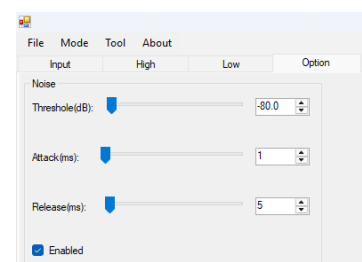 File Mode Tool About
Input High Low Option
Noise
Threshole(dB): -80.0
Attack(ms): 1
Release(ms): 5
Enabled